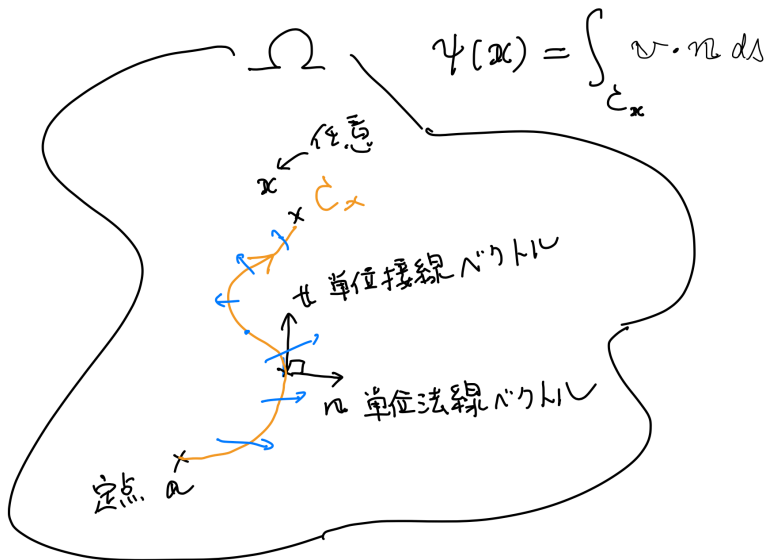 Ω
ψ(x) = ∫_{C_x} v・n ds
任意
x
C_x
t 単位接線ベクトル
n 単位法線ベクトル
定点 a